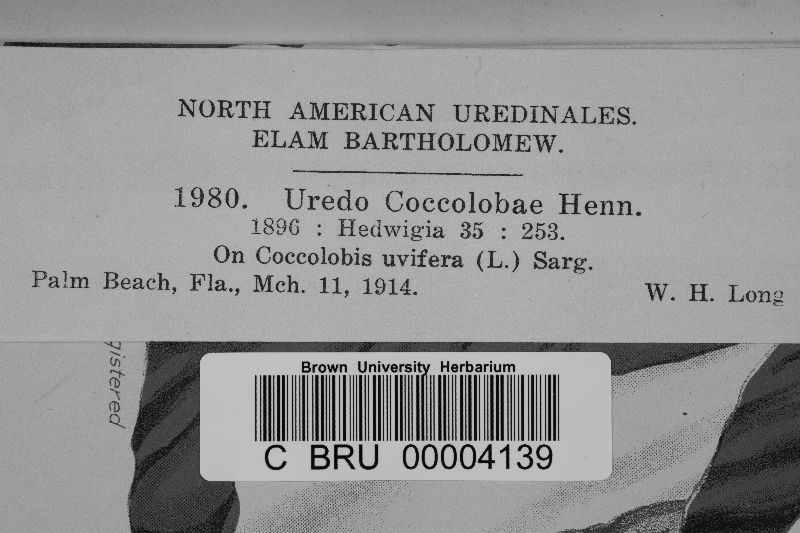 NORTH AMERICAN UREDINALES.
ELAM BARTHOLOMEW.
1980. Uredo Coccolobae Henn.
1896 : Hedwigia 35 : 253.
On Coccolobis uvifera (L.) Sarg.
Palm Beach, Fla., Mch. 11, 1914.
W. H. Long
gistered
Brown University Herbarium
C BRU 00004139